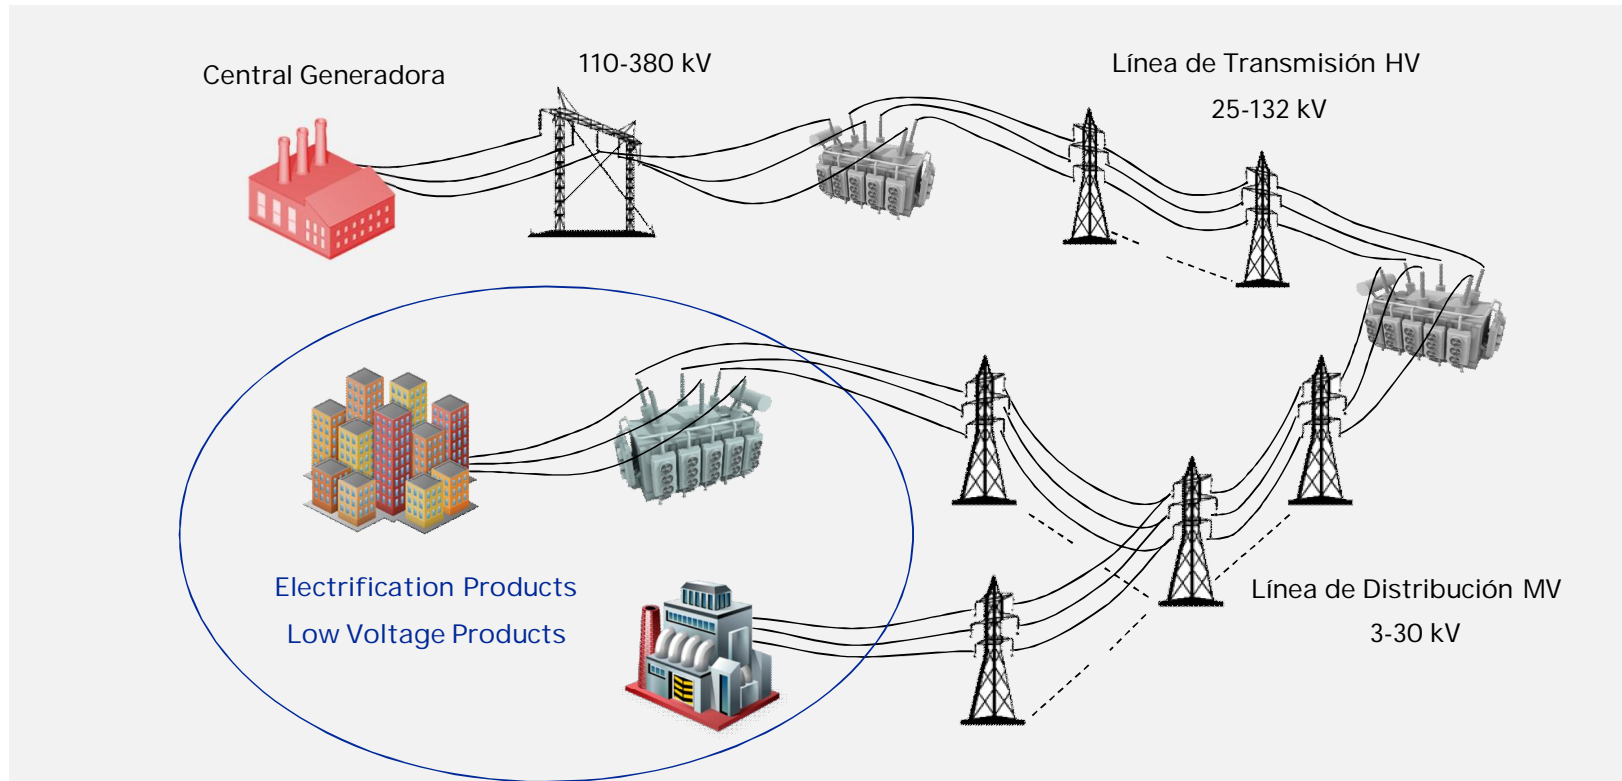 Central Generadora
110-380 kV
Línea de Transmisión HV
25-132 kV
Electrification Products
Low Voltage Products
Línea de Distribución MV
3-30 kV